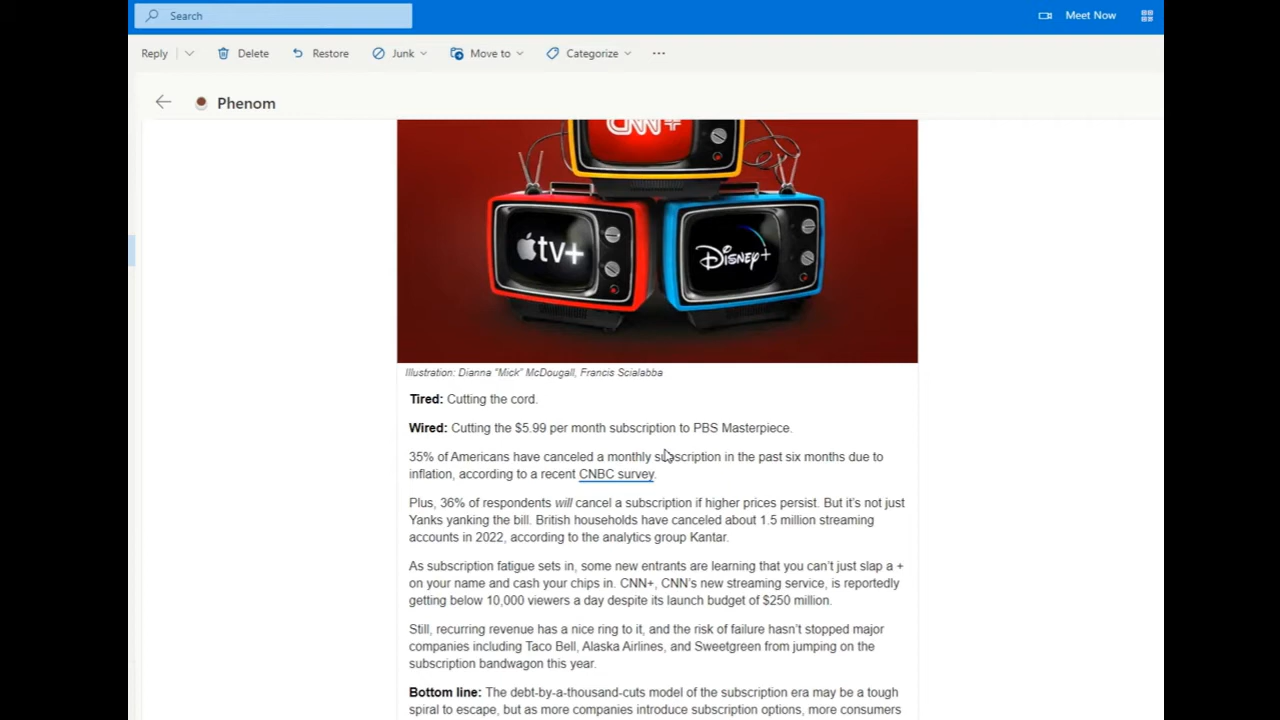 Search
Meet Now
Reply
Delete
Restore
Junk
Move to
Categorize
Phenom
CNN+
tv+
Disney+
Illustration: Dianna "Mick" McDougall, Francis Scialabba
Tired: Cutting the cord.
Wired: Cutting the $5.99 per month subscription to PBS Masterpiece.
35% of Americans have canceled a monthly subscription in the past six months due to
inflation, according to a recent CNBC survey.
Plus, 36% of respondents will cancel a subscription if higher prices persist. But it's not just
Yanks yanking the bill. British households have canceled about 1.5 million streaming
accounts in 2022, according to the analytics group Kantar.
As subscription fatigue sets in, some new entrants are learning that you can't just slap a +
on your name and cash your chips in. CNN+, CNN's new streaming service, is reportedly
getting below 10,000 viewers a day despite its launch budget of $250 million.
Still, recurring revenue has a nice ring to it, and the risk of failure hasn't stopped major
companies including Taco Bell, Alaska Airlines, and Sweetgreen from jumping on the
subscription bandwagon this year.
Bottom line: The debt-by-a-thousand-cuts model of the subscription era may be a tough
spiral to escape, but as more companies introduce subscription options, more consumers